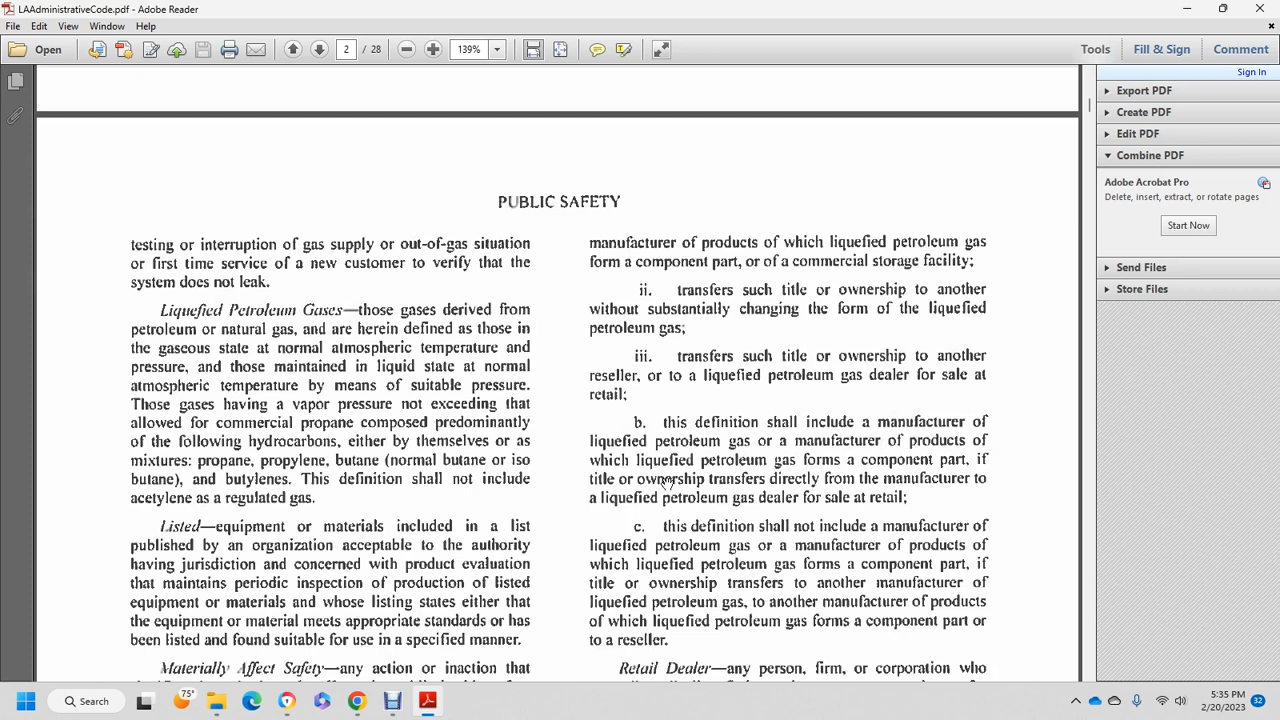 LAAdministrativeCode.pdf - Adobe Reader
File Edit View Window Help
Open 2 / 28 139% Tools Fill & Sign Comment
Sign In
Export PDF
Create PDF
Edit PDF
Combine PDF
Adobe Acrobat Pro
Delete, insert, extract, or rotate pages
Start Now
Send Files
Store Files
PUBLIC SAFETY
testing or interruption of gas supply or out-of-gas situation
or first time service of a new customer to verify that the
system does not leak.
Liquefied Petroleum Gases—those gases derived from
petroleum or natural gas, and are herein defined as those in
the gaseous state at normal atmospheric temperature and
pressure, and those maintained in liquid state at normal
atmospheric temperature by means of suitable pressure.
Those gases having a vapor pressure not exceeding that
allowed for commercial propane composed predominantly
of the following hydrocarbons, either by themselves or as
mixtures: propane, propylene, butane (normal butane or iso
butane), and butylenes. This definition shall not include
acetylene as a regulated gas.
Listed—equipment or materials included in a list
published by an organization acceptable to the authority
having jurisdiction and concerned with product evaluation
that maintains periodic inspection of production of listed
equipment or materials and whose listing states either that
the equipment or material meets appropriate standards or has
been listed and found suitable for use in a specified manner.
Materially Affect Safety—any action or inaction that
manufacturer of products of which liquefied petroleum gas
form a component part, or of a commercial storage facility;
ii. transfers such title or ownership to another
without substantially changing the form of the liquefied
petroleum gas;
iii. transfers such title or ownership to another
reseller, or to a liquefied petroleum gas dealer for sale at
retail;
b. this definition shall include a manufacturer of
liquefied petroleum gas or a manufacturer of products of
which liquefied petroleum gas forms a component part, if
title or ownership transfers directly from the manufacturer to
a liquefied petroleum gas dealer for sale at retail;
c. this definition shall not include a manufacturer of
liquefied petroleum gas or a manufacturer of products of
which liquefied petroleum gas forms a component part, if
title or ownership transfers to another manufacturer of
liquefied petroleum gas, to another manufacturer of products
of which liquefied petroleum gas forms a component part or
to a reseller.
Retail Dealer—any person, firm, or corporation who
Search
75°
5:35 PM
2/20/2023
32